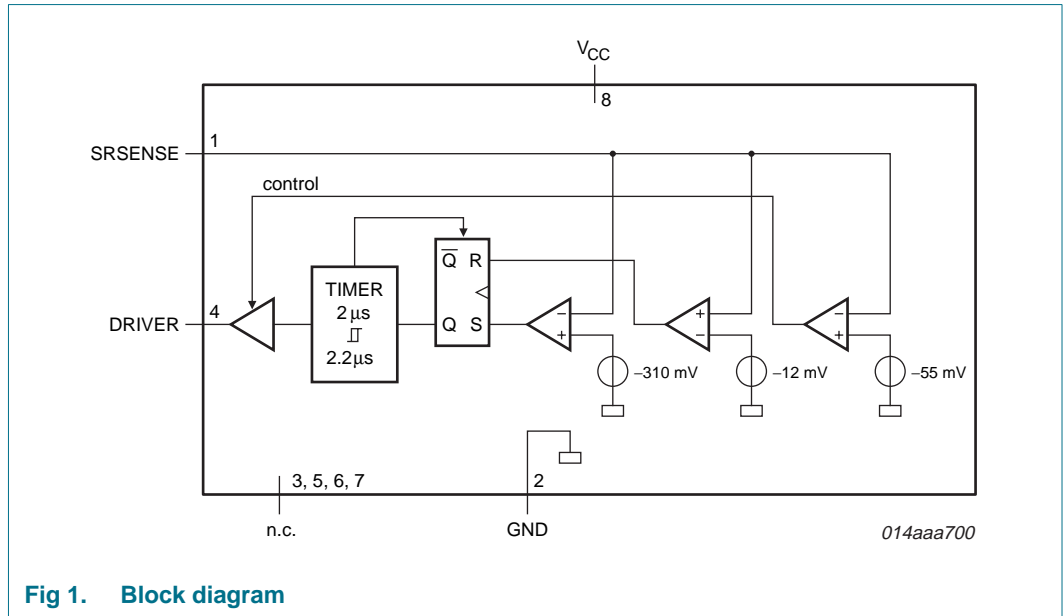 VCC
8
1
SRSENSE
control
Q R
TIMER
2 μs
2.2μs
Q S
4
DRIVER
−
+
−310 mV
+
−
−12 mV
−
+
−55 mV
3, 5, 6, 7
2
n.c.
GND
014aaa700
Fig 1. Block diagram